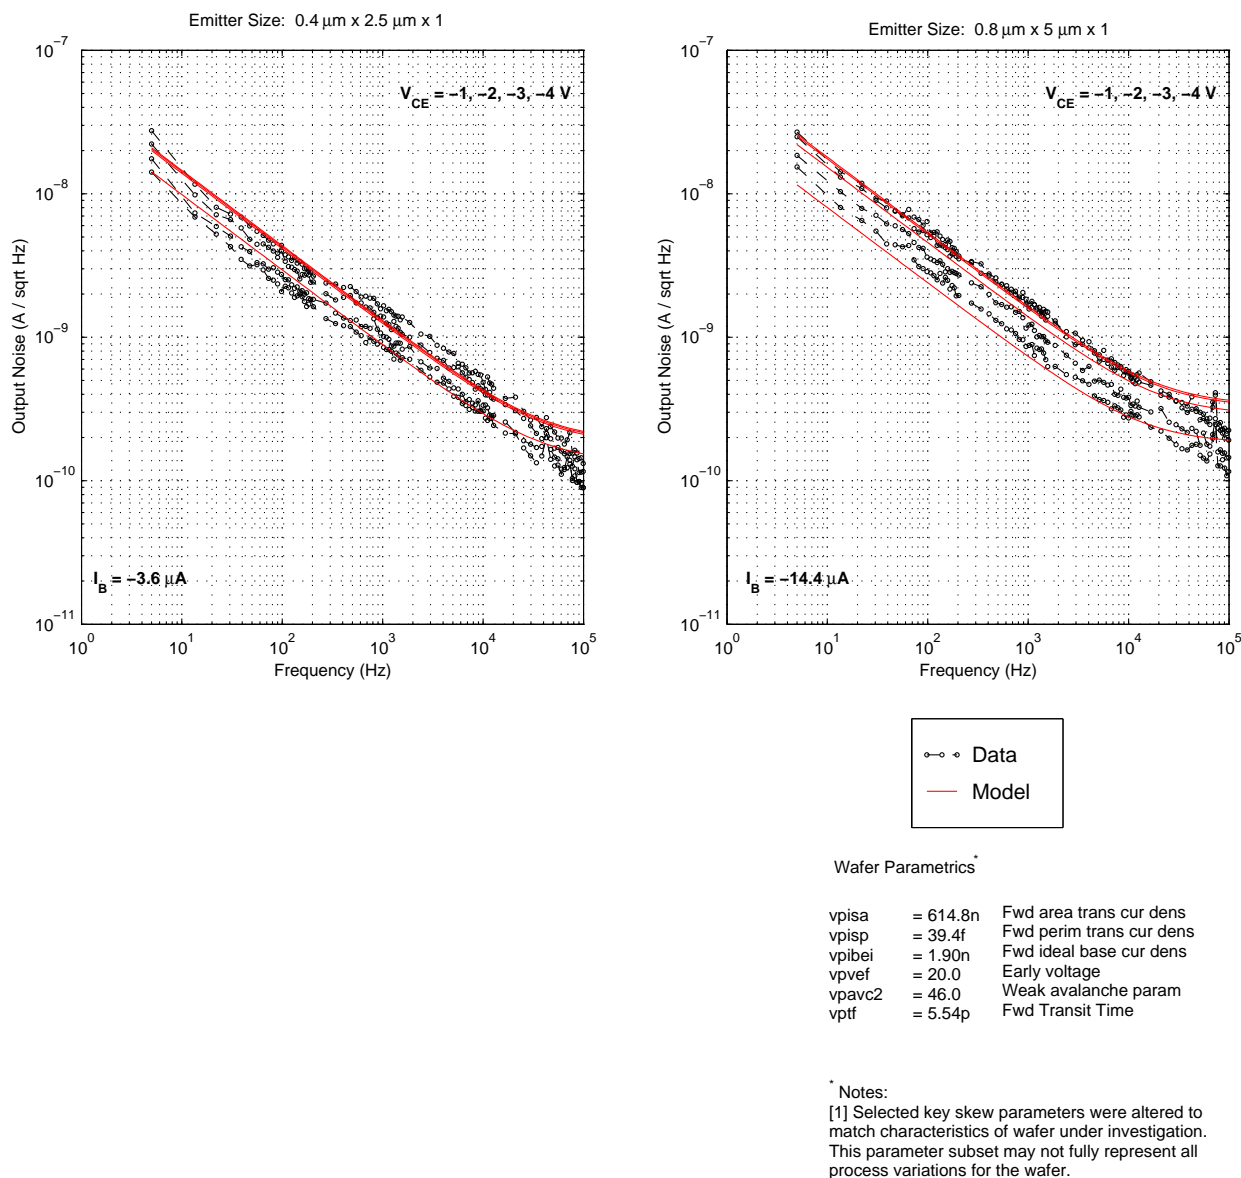 Emitter Size: 0.4 µm x 2.5 µm x 1
10^-7
10^-8
10^-9
10^-10
10^-11
Output Noise (A / sqrt Hz)
V_CE = −1, −2, −3, −4 V
I_B = −3.6 µA
10^0 10^1 10^2 10^3 10^4 10^5
Frequency (Hz)
Emitter Size: 0.8 µm x 5 µm x 1
10^-7
10^-8
10^-9
10^-10
10^-11
Output Noise (A / sqrt Hz)
V_CE = −1, −2, −3, −4 V
I_B = −14.4 µA
10^0 10^1 10^2 10^3 10^4 10^5
Frequency (Hz)
Data
Model
Wafer Parametrics*
vpisa = 614.8n Fwd area trans cur dens
vpisp = 39.4f Fwd perim trans cur dens
vpibei = 1.90n Fwd ideal base cur dens
vpvef = 20.0 Early voltage
vpavc2 = 46.0 Weak avalanche param
vptf = 5.54p Fwd Transit Time
* Notes:
[1] Selected key skew parameters were altered to
match characteristics of wafer under investigation.
This parameter subset may not fully represent all
process variations for the wafer.